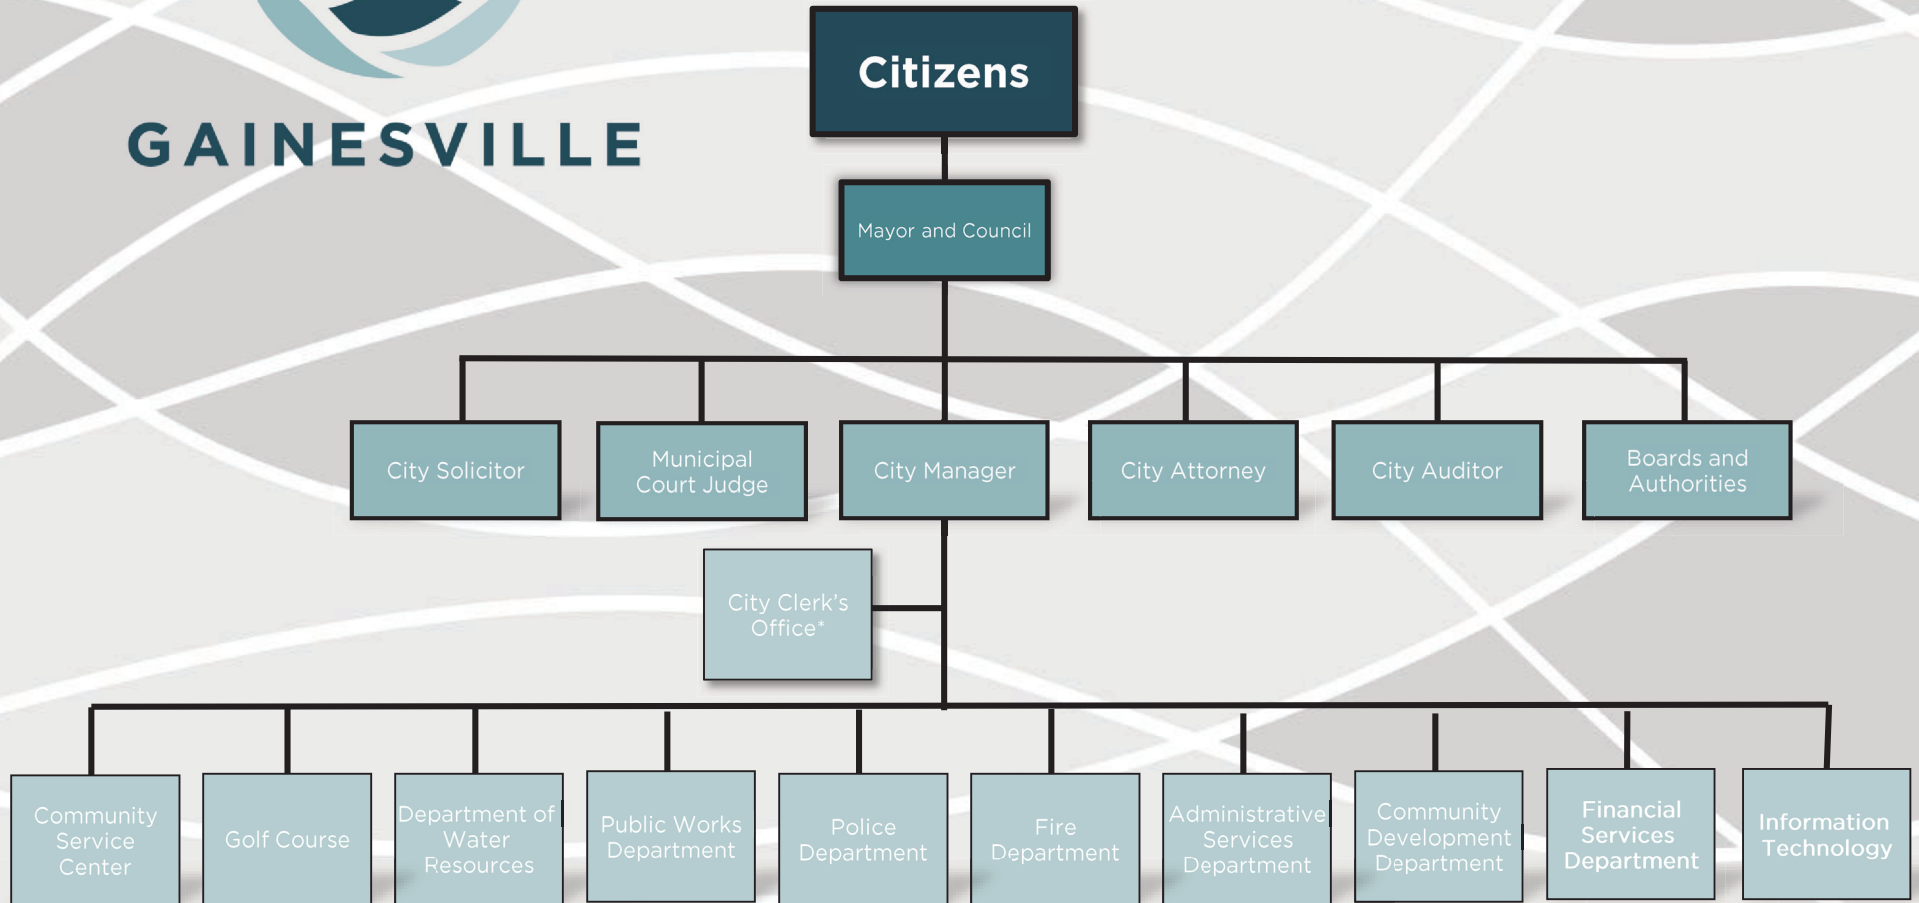 GAINESVILLE
Citizens
Mayor and Council
City Solicitor
Municipal
Court Judge
City Manager
City Attorney
City Auditor
Boards and
Authorities
City Clerk's
Office*
Community
Service
Center
Golf Course
Department of
Water
Resources
Public Works
Department
Police
Department
Fire
Department
Administrative
Services
Department
Community
Development
Department
Financial
Services
Department
Information
Technology